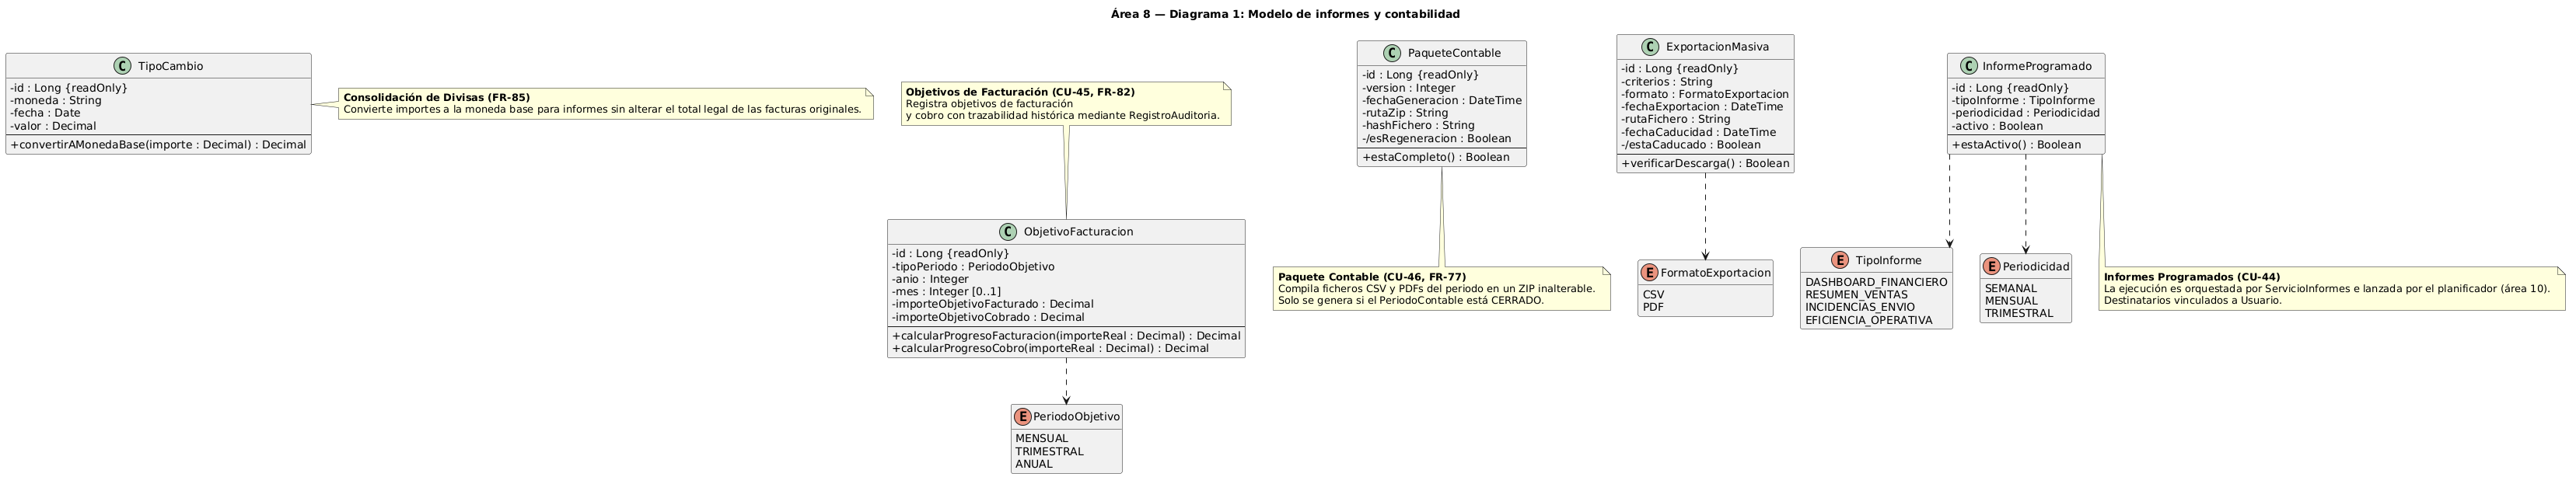 Área 8 — Diagrama 1: Modelo de informes y contabilidad
TipoCambio
-id : Long {readOnly}
-moneda : String
-fecha : Date
-valor : Decimal
+convertirAMonedaBase(importe : Decimal) : Decimal
Consolidación de Divisas (FR-85)
Convierte importes a la moneda base para informes sin alterar el total legal de las facturas originales.
Objetivos de Facturación (CU-45, FR-82)
Registra objetivos de facturación
y cobro con trazabilidad histórica mediante RegistroAuditoria.
ObjetivoFacturacion
-id : Long {readOnly}
-tipoPeriodo : PeriodoObjetivo
-anio : Integer
-mes : Integer [0..1]
-importeObjetivoFacturado : Decimal
-importeObjetivoCobrado : Decimal
+calcularProgresoFacturacion(importeReal : Decimal) : Decimal
+calcularProgresoCobro(importeReal : Decimal) : Decimal
PeriodoObjetivo
MENSUAL
TRIMESTRAL
ANUAL
PaqueteContable
-id : Long {readOnly}
-version : Integer
-fechaGeneracion : DateTime
-rutaZip : String
-hashFichero : String
-/esRegeneracion : Boolean
+estaCompleto() : Boolean
Paquete Contable (CU-46, FR-77)
Compila ficheros CSV y PDFs del periodo en un ZIP inalterable.
Solo se genera si el PeriodoContable está CERRADO.
ExportacionMasiva
-id : Long {readOnly}
-criterios : String
-formato : FormatoExportacion
-fechaExportacion : DateTime
-rutaFichero : String
-fechaCaducidad : DateTime
-/estaCaducado : Boolean
+verificarDescarga() : Boolean
FormatoExportacion
CSV
PDF
InformeProgramado
-id : Long {readOnly}
-tipoInforme : TipoInforme
-periodicidad : Periodicidad
-activo : Boolean
+estaActivo() : Boolean
TipoInforme
DASHBOARD_FINANCIERO
RESUMEN_VENTAS
INCIDENCIAS_ENVIO
EFICIENCIA_OPERATIVA
Periodicidad
SEMANAL
MENSUAL
TRIMESTRAL
Informes Programados (CU-44)
La ejecución es orquestada por ServicioInformes e lanzada por el planificador (área 10).
Destinatarios vinculados a Usuario.